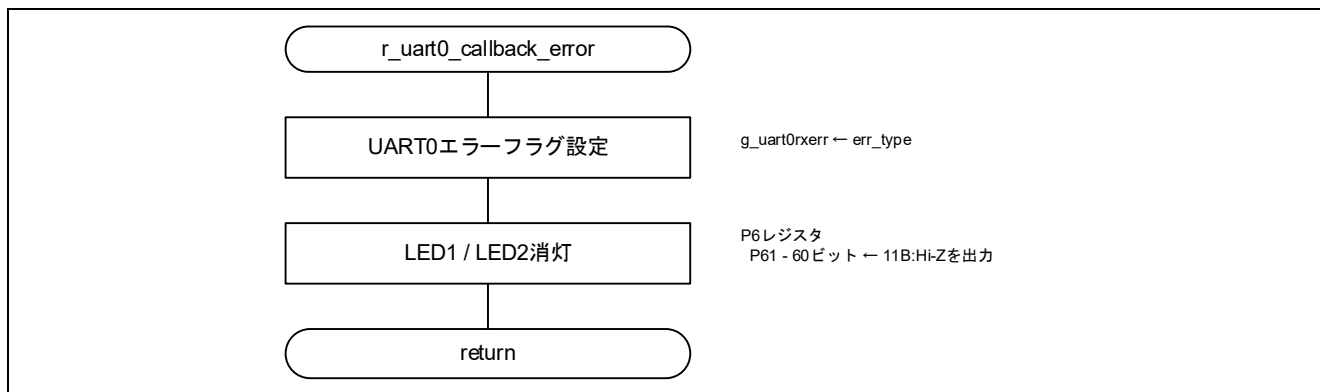 r_uart0_callback_error
UART0エラーフラグ設定
g_uart0rxerr ← err_type
LED1 / LED2消灯
P6レジスタ
P61 - 60ビット ← 11B:Hi-Zを出力
return